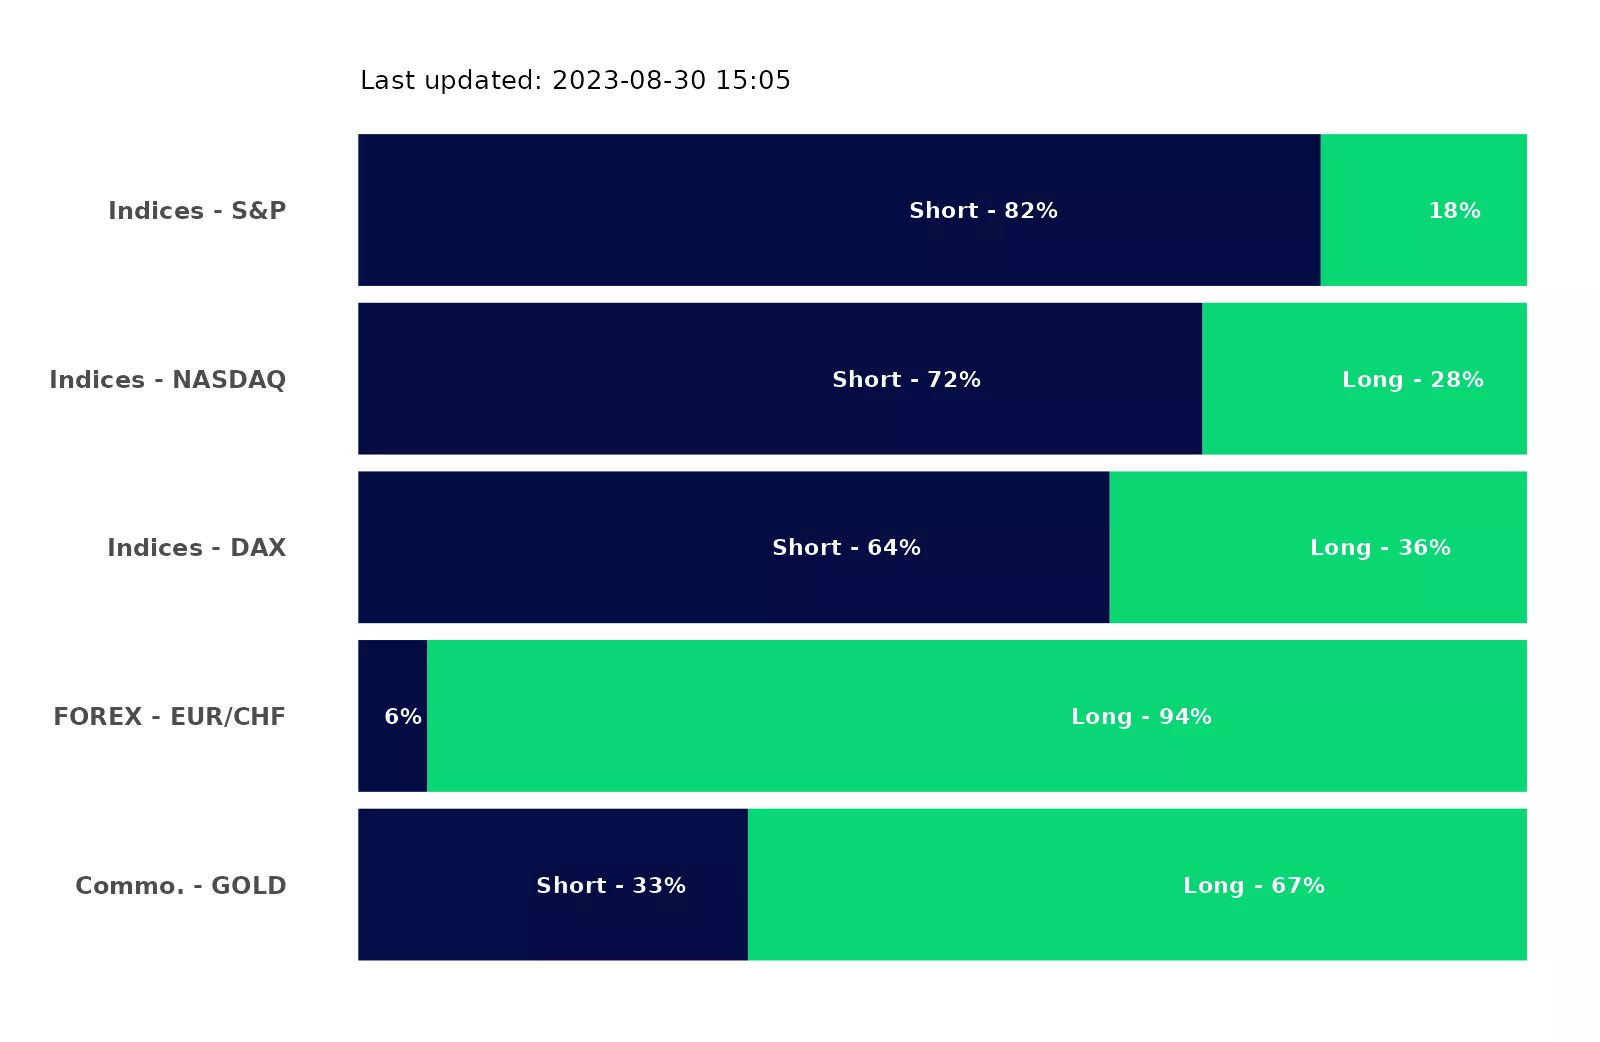 Last updated: 2023-08-30 15:05
Indices - S&P Short - 82% 18%
Indices - NASDAQ Short - 72% Long - 28%
Indices - DAX Short - 64% Long - 36%
FOREX - EUR/CHF 6% Long - 94%
Commo. - GOLD Short - 33% Long - 67%